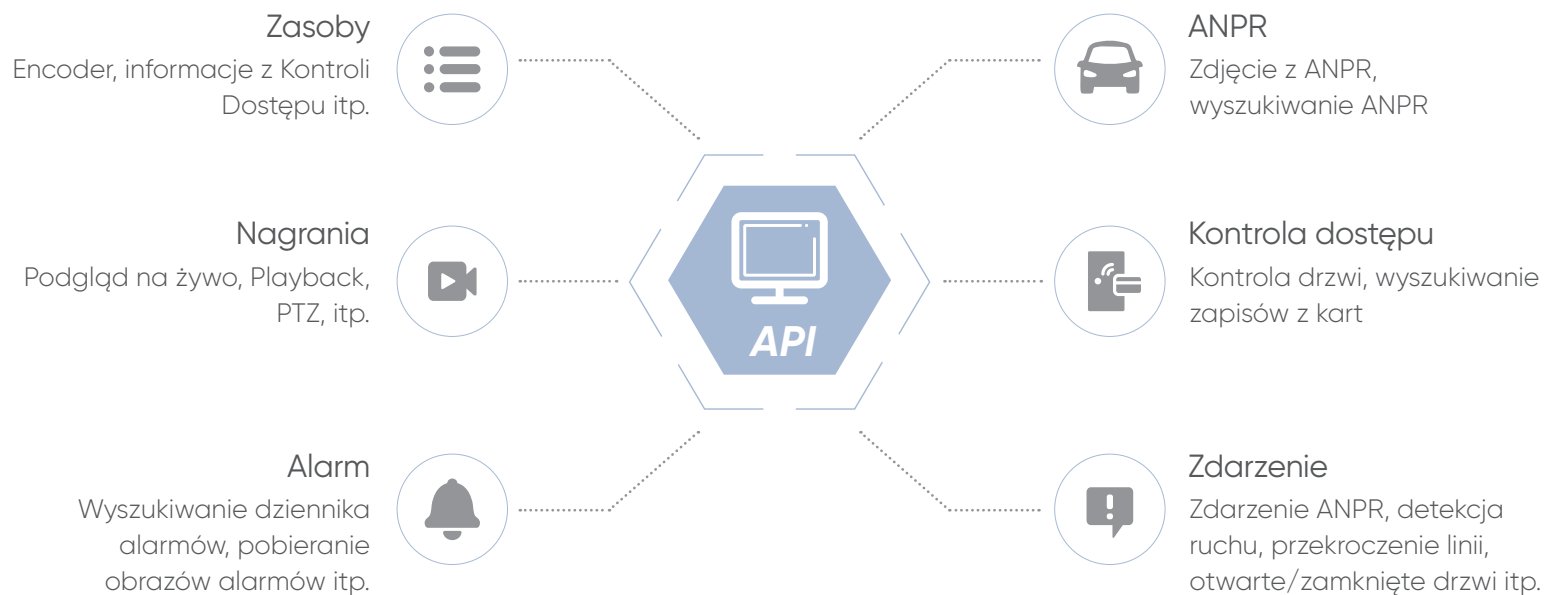 Zasoby
Encoder, informacje z Kontroli
Dostępu itp.
Nagrania
Podgląd na żywo, Playback,
PTZ, itp.
Alarm
Wyszukiwanie dziennika
alarmów, pobieranie
obrazów alarmów itp.
API
ANPR
Zdjęcie z ANPR,
wyszukiwanie ANPR
Kontrola dostępu
Kontrola drzwi, wyszukiwanie
zapisów z kart
Zdarzenie
Zdarzenie ANPR, detekcja
ruchu, przekroczenie linii,
otwarte/zamknięte drzwi itp.